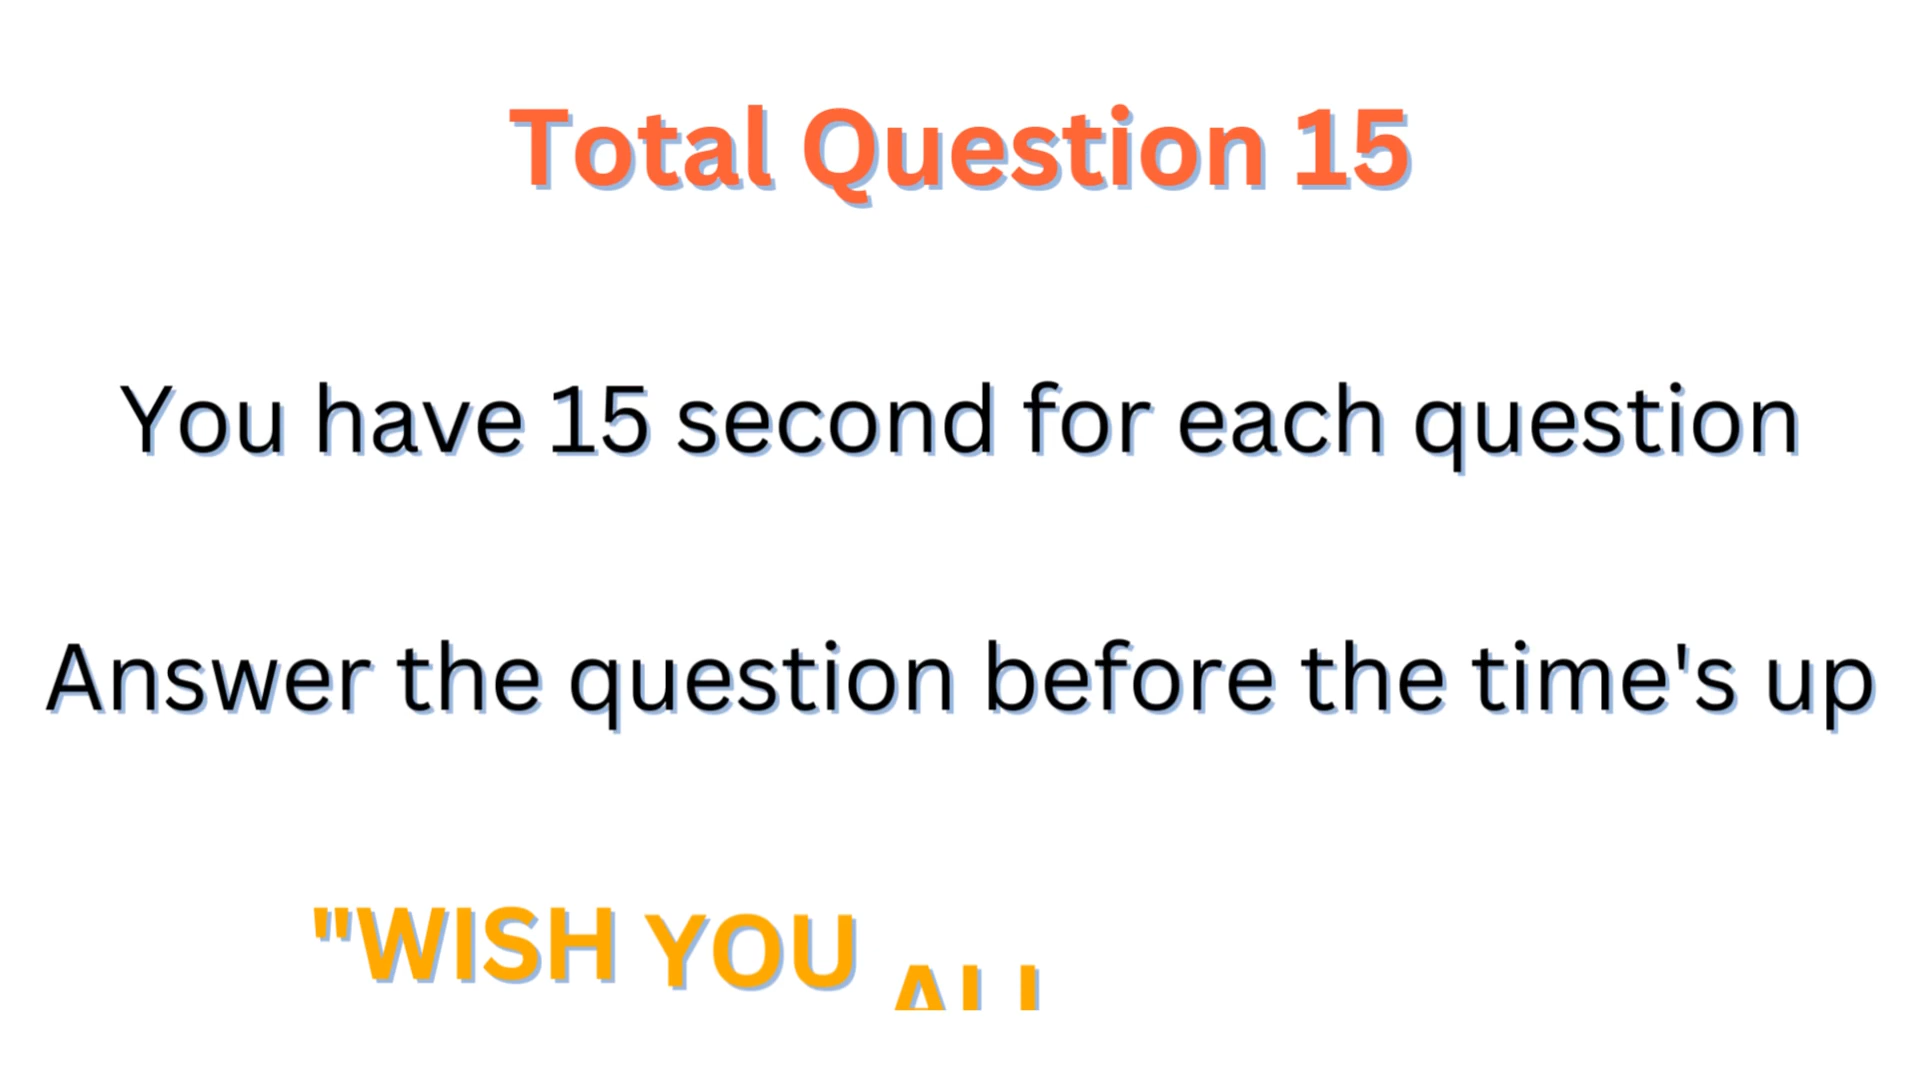 Total Question 15
You have 15 second for each question
Answer the question before the time's up
"WISH YOU ALL